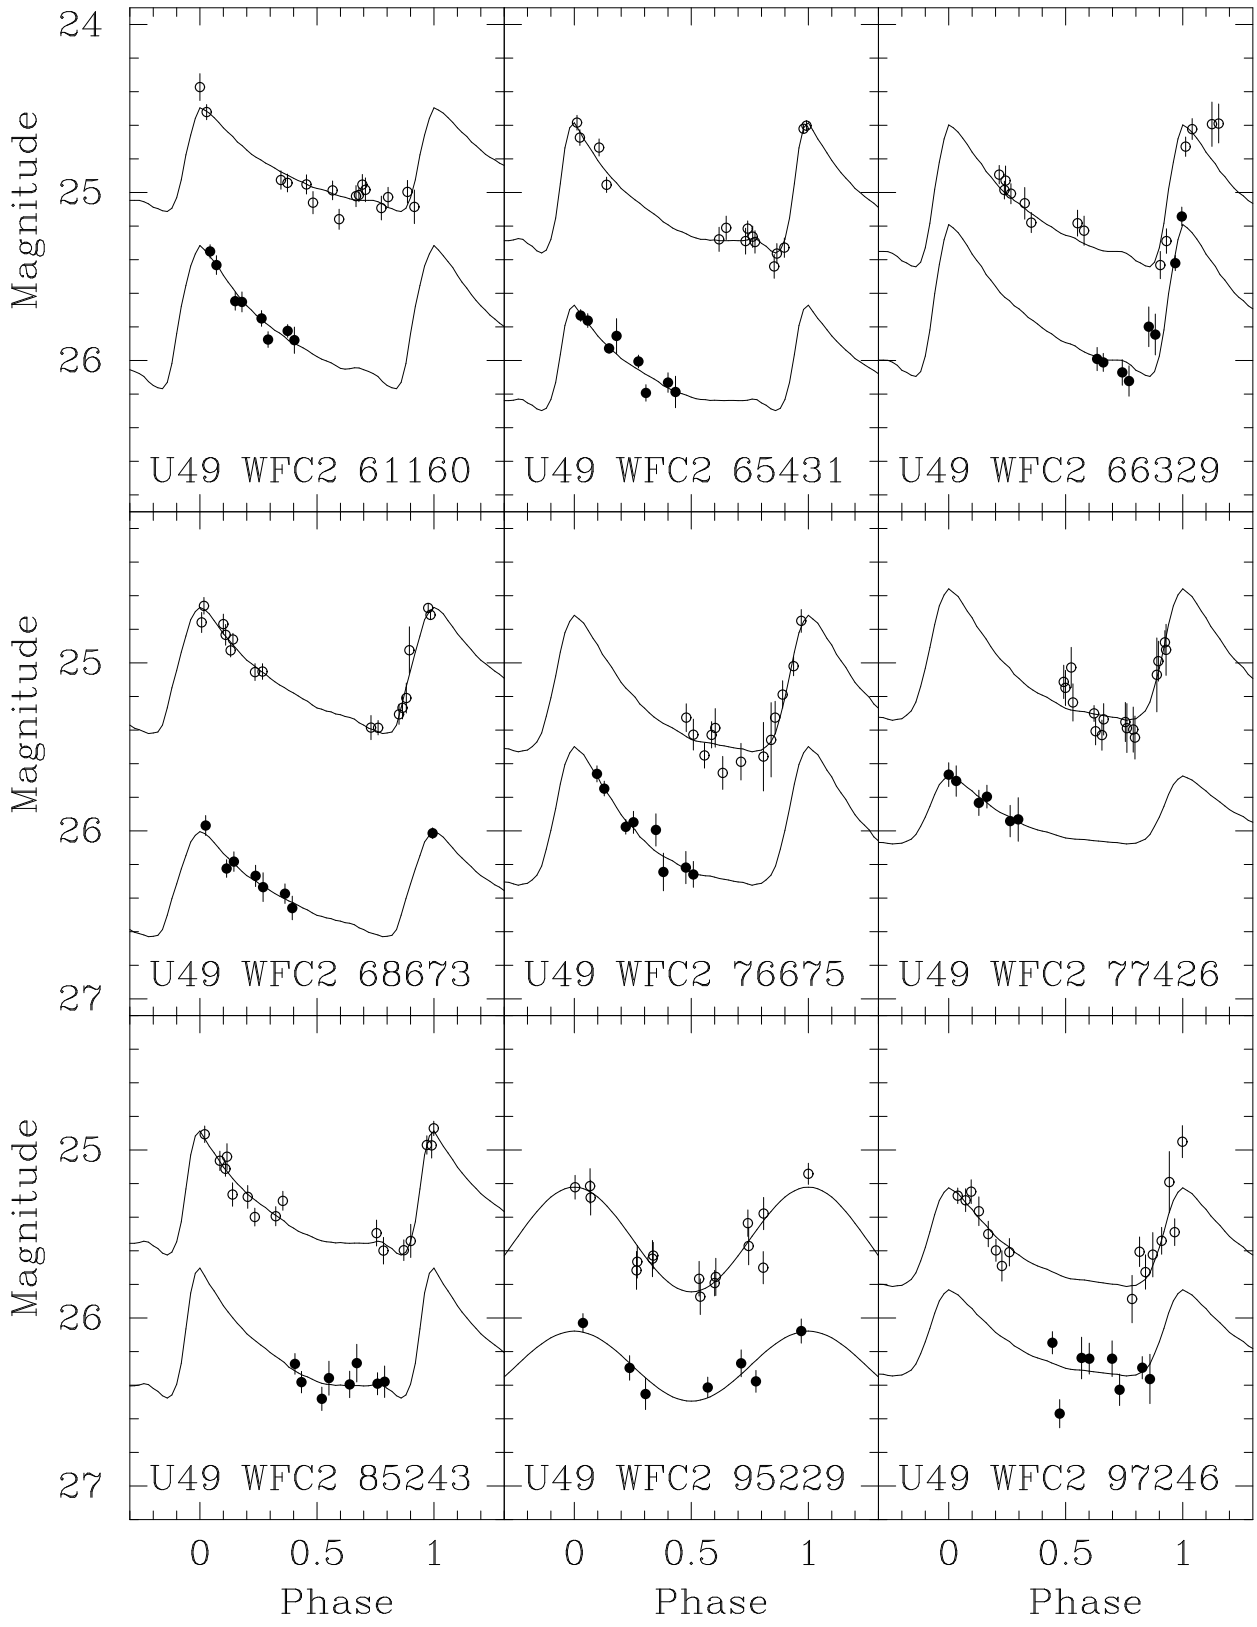 24
Magnitude
25
26
U49 WFC2 61160
U49 WFC2 65431
U49 WFC2 66329
Magnitude
25
26
27
U49 WFC2 68673
U49 WFC2 76675
U49 WFC2 77426
Magnitude
25
26
27
U49 WFC2 85243
U49 WFC2 95229
U49 WFC2 97246
0 0.5 1
0 0.5 1
0 0.5 1
Phase
Phase
Phase